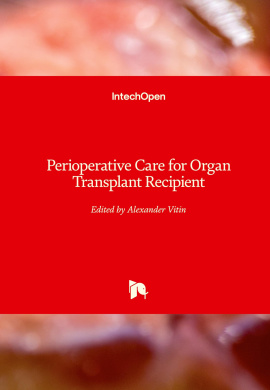 IntechOpen
Perioperative Care for Organ
Transplant Recipient
Edited by Alexander Vitin